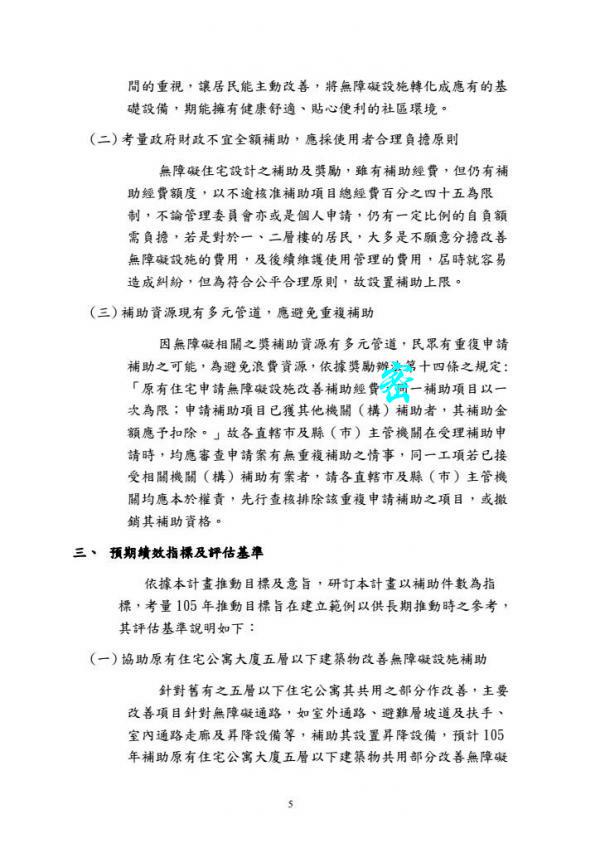 間的重視，讓居民能主動改善，將無障礙設施轉化成應有的基
礎設備，期能擁有健康舒適、貼心便利的社區環境。
(二)考量政府財政不宜全額補助，應採使用者合理負擔原則
無障礙住宅設計之補助及獎勵，雖有補助經費，但仍有補
助經費額度，以不逾核准補助項目總經費百分之四十五為限
制，不論管理委員會亦或是個人申請，仍有一定比例的自負額
需負擔，若是對於一、二層樓的居民，大多是不願意分擔改善
無障礙設施的費用，及後續維護使用管理的費用，屆時就容易
造成糾紛，但為符合公平合理原則，故設置補助上限。
(三)補助資源現有多元管道，應避免重複補助
因無障礙相關之獎補助資源有多元管道，民眾有重復申請
補助之可能，為避免浪費資源，依據獎勵辦第十四條之規定:
「原有住宅申請無障礙設施改善補助經費一補助項目以一
次為限；申請補助項目已獲其他機關（構）補助者，其補助金
額應予扣除。」故各直轄市及縣（市）主管機關在受理補助申
請時，均應審查申請案有無重複補助之情事，同一工項若已接
受相關機關（構）補助有案者，請各直轄市及縣（市）主管機
關均應本於權責，先行查核排除該重複申請補助之項目，或撤
銷其補助資格。
密
三、 預期績效指標及評估基準
依據本計畫推動目標及意旨，研訂本計畫以補助件數為指
標，考量 105 年推動目標旨在建立範例以供長期推動時之參考，
其評估基準說明如下：
(一)協助原有住宅公寓大廈五層以下建築物改善無障礙設施補助
針對舊有之五層以下住宅公寓其共用之部分作改善，主要
改善項目針對無障礙通路，如室外通路、避難層坡道及扶手、
室內通路走廊及昇降設備等，補助其設置昇降設備，預計 105
年補助原有住宅公寓大廈五層以下建築物共用部分改善無障礙
5